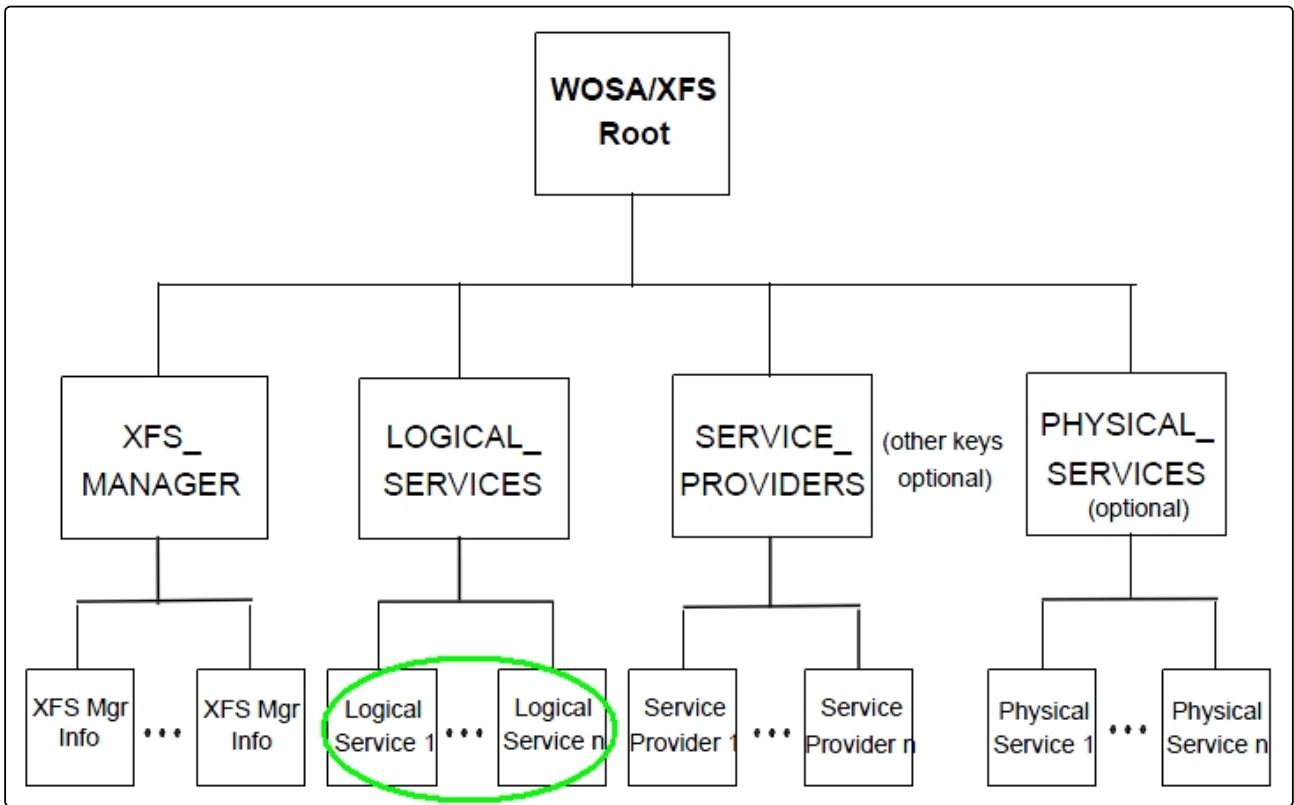 WOSA/XFS
Root
XFS_
MANAGER
LOGICAL_
SERVICES
SERVICE_
PROVIDERS
(other keys
optional)
PHYSICAL_
SERVICES
(optional)
XFS Mgr
Info
...
XFS Mgr
Info
Logical
Service 1
...
Logical
Service n
Service
Provider 1
...
Service
Provider n
Physical
Service 1
...
Physical
Service n